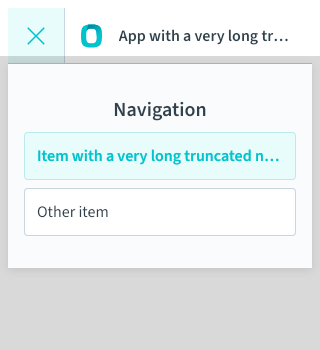 App with a very long tr…
Navigation
Item with a very long truncated n…
Other item